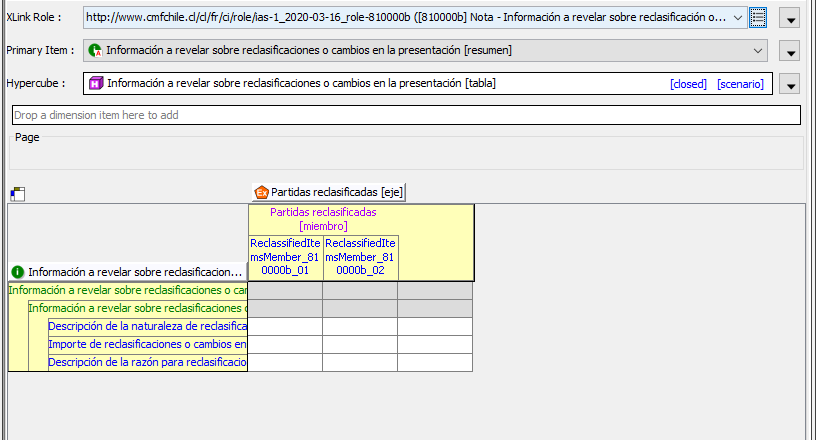 XLink Role :
http://www.cmfchile.cl/cl/fr/ci/role/ias-1_2020-03-16_role-810000b ([810000b] Nota - Información a revelar sobre reclasificación o...
Primary Item :
Información a revelar sobre reclasificaciones o cambios en la presentación [resumen]
Hypercube :
Información a revelar sobre reclasificaciones o cambios en la presentación [tabla]
[closed] [scenario]
Drop a dimension item here to add
Page
Partidas reclasificadas [eje]
Partidas reclasificadas
[miembro]
ReclassifiedIte
msMember_81
0000b_01
ReclassifiedIte
msMember_81
0000b_02
Información a revelar sobre reclasificacion...
Información a revelar sobre reclasificaciones o car
Información a revelar sobre reclasificaciones c
Descripción de la naturaleza de reclasifica
Importe de reclasificaciones o cambios en
Descripción de la razón para reclasificacio